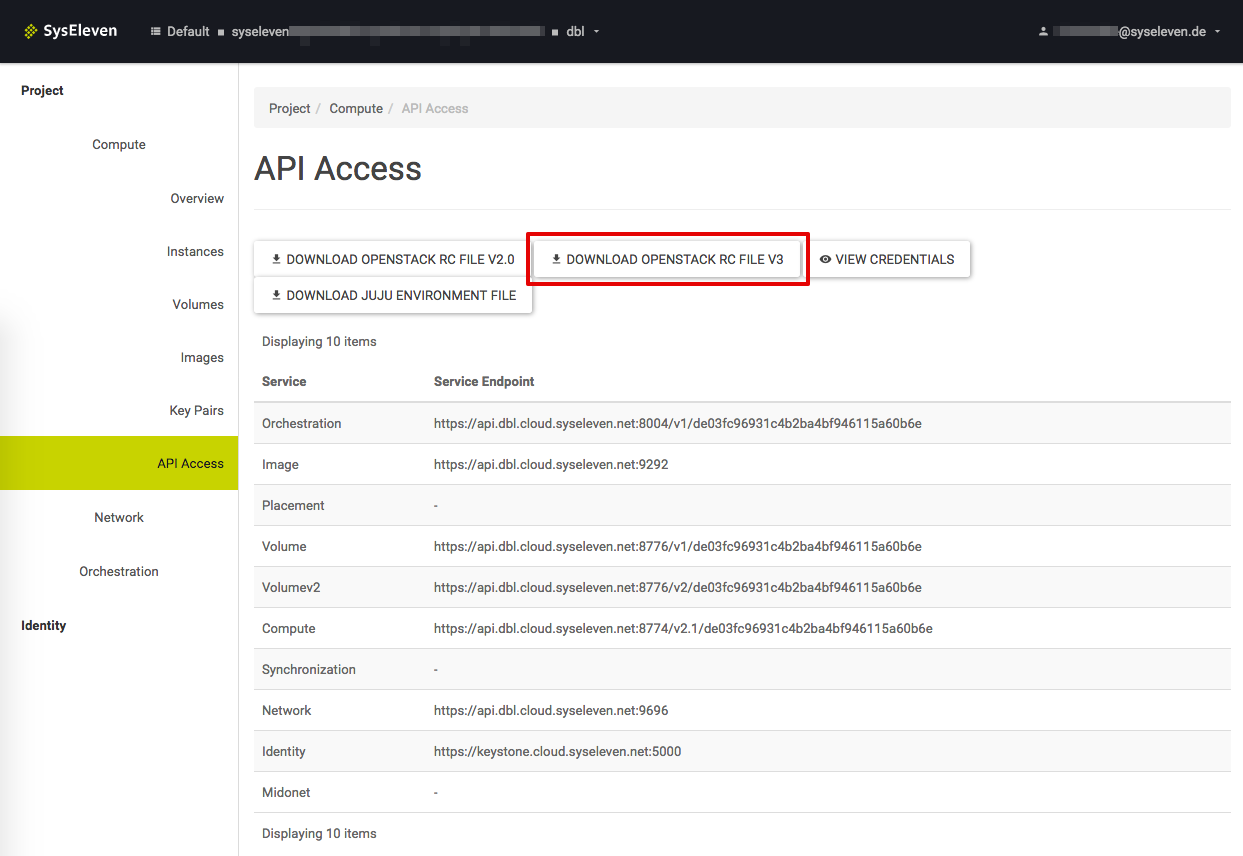 SysEleven Default syseleven dbl @syseleven.de
Project
Compute
Overview
Instances
Volumes
Images
Key Pairs
API Access
Network
Orchestration
Identity
Project / Compute / API Access
API Access
DOWNLOAD OPENSTACK RC FILE V2.0 DOWNLOAD OPENSTACK RC FILE V3 VIEW CREDENTIALS
DOWNLOAD JUJU ENVIRONMENT FILE
Displaying 10 items
Service Service Endpoint
Orchestration https://api.dbl.cloud.syseleven.net:8004/v1/de03fc96931c4b2ba4bf946115a60b6e
Image https://api.dbl.cloud.syseleven.net:9292
Placement -
Volume https://api.dbl.cloud.syseleven.net:8776/v1/de03fc96931c4b2ba4bf946115a60b6e
Volumev2 https://api.dbl.cloud.syseleven.net:8776/v2/de03fc96931c4b2ba4bf946115a60b6e
Compute https://api.dbl.cloud.syseleven.net:8774/v2.1/de03fc96931c4b2ba4bf946115a60b6e
Synchronization -
Network https://api.dbl.cloud.syseleven.net:9696
Identity https://keystone.cloud.syseleven.net:5000
Midonet -
Displaying 10 items